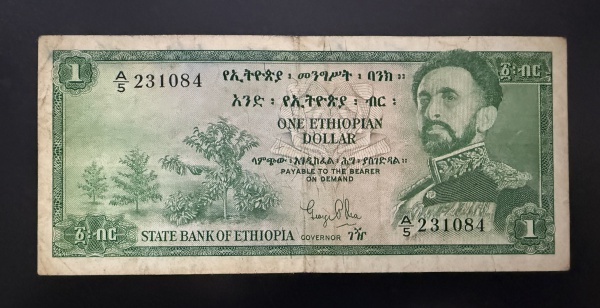 1
A/5 231084
የኢትዮጵያ ፡ መንግሥት ፡ ባንክ ፡፡
አንድ ፡ የኢትዮጵያ ፡ ብር ፡
ONE ETHIOPIAN
DOLLAR
PAYABLE TO THE BEARER
ON DEMAND
A/5 231084
STATE BANK OF ETHIOPIA GOVERNOR ገዥ
1